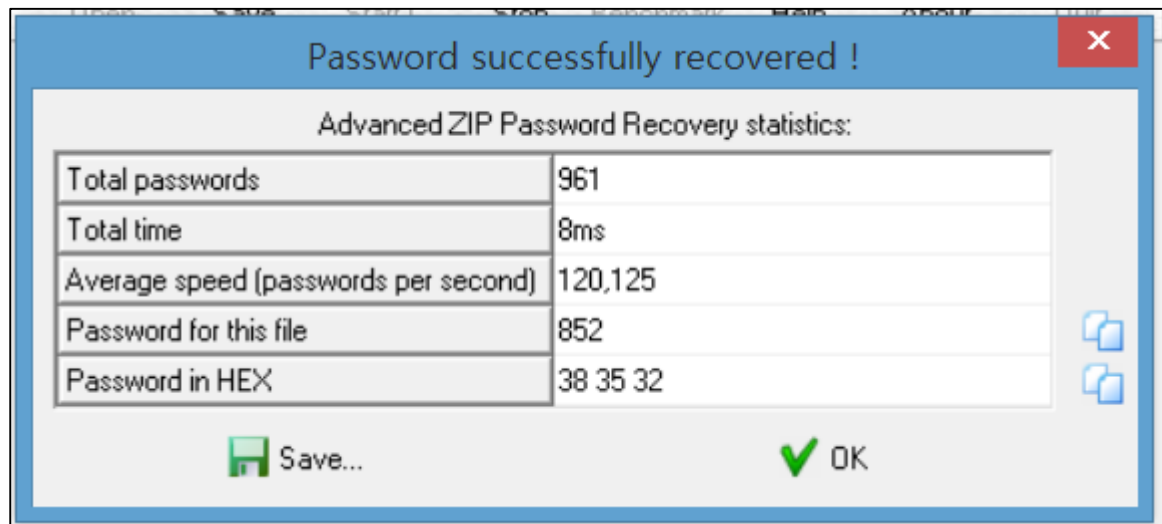 Password successfully recovered !
Advanced ZIP Password Recovery statistics:
Total passwords 961
Total time 8ms
Average speed (passwords per second) 120,125
Password for this file 852
Password in HEX 38 35 32
Save... OK